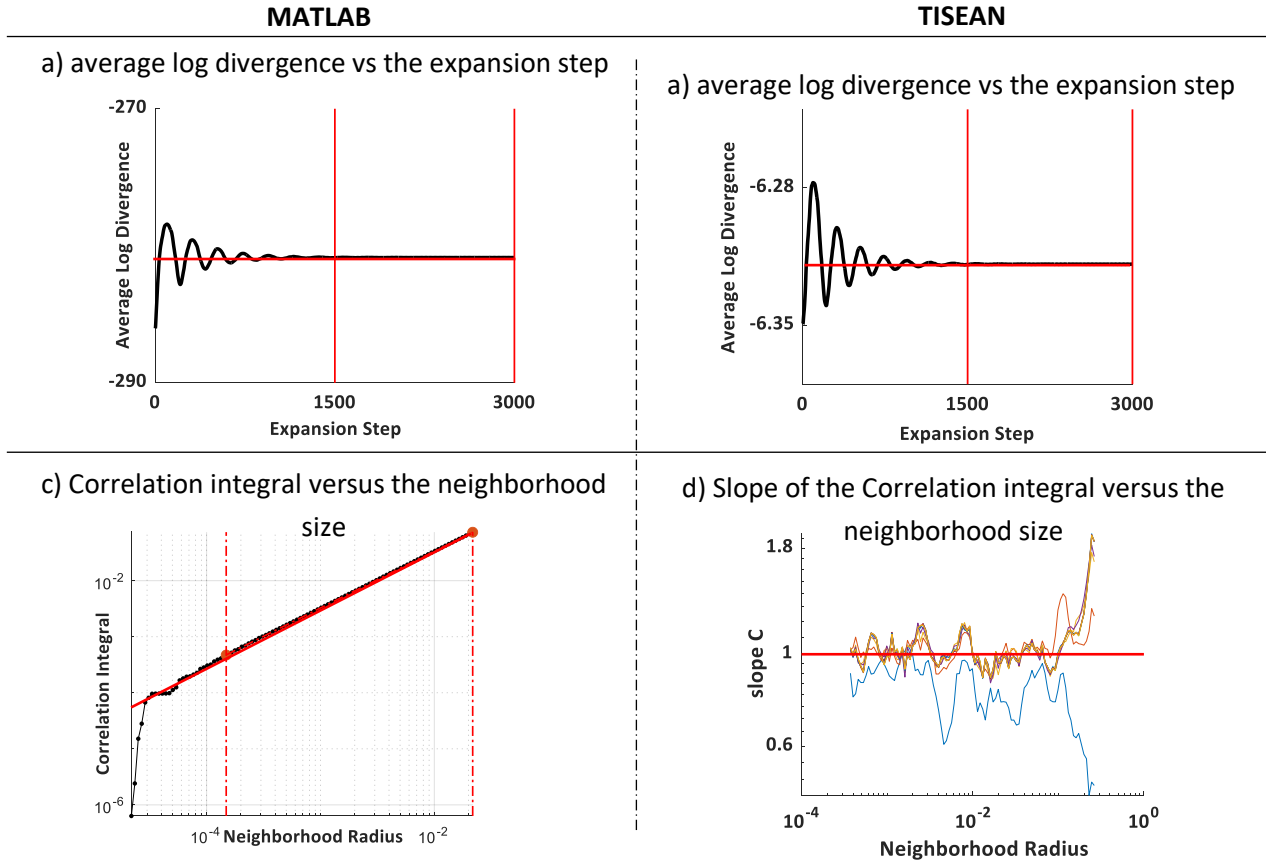 MATLAB
TISEAN
a) average log divergence vs the expansion step
-270
-290
Average Log Divergence
0
1500
3000
Expansion Step
a) average log divergence vs the expansion step
-6.28
-6.35
Average Log Divergence
0
1500
3000
Expansion Step
c) Correlation integral versus the neighborhood
size
10-2
10-6
Correlation Integral
10-4
10-2
Neighborhood Radius
d) Slope of the Correlation integral versus the
neighborhood size
1.8
1
0.6
slope C
10-4
10-2
100
Neighborhood Radius